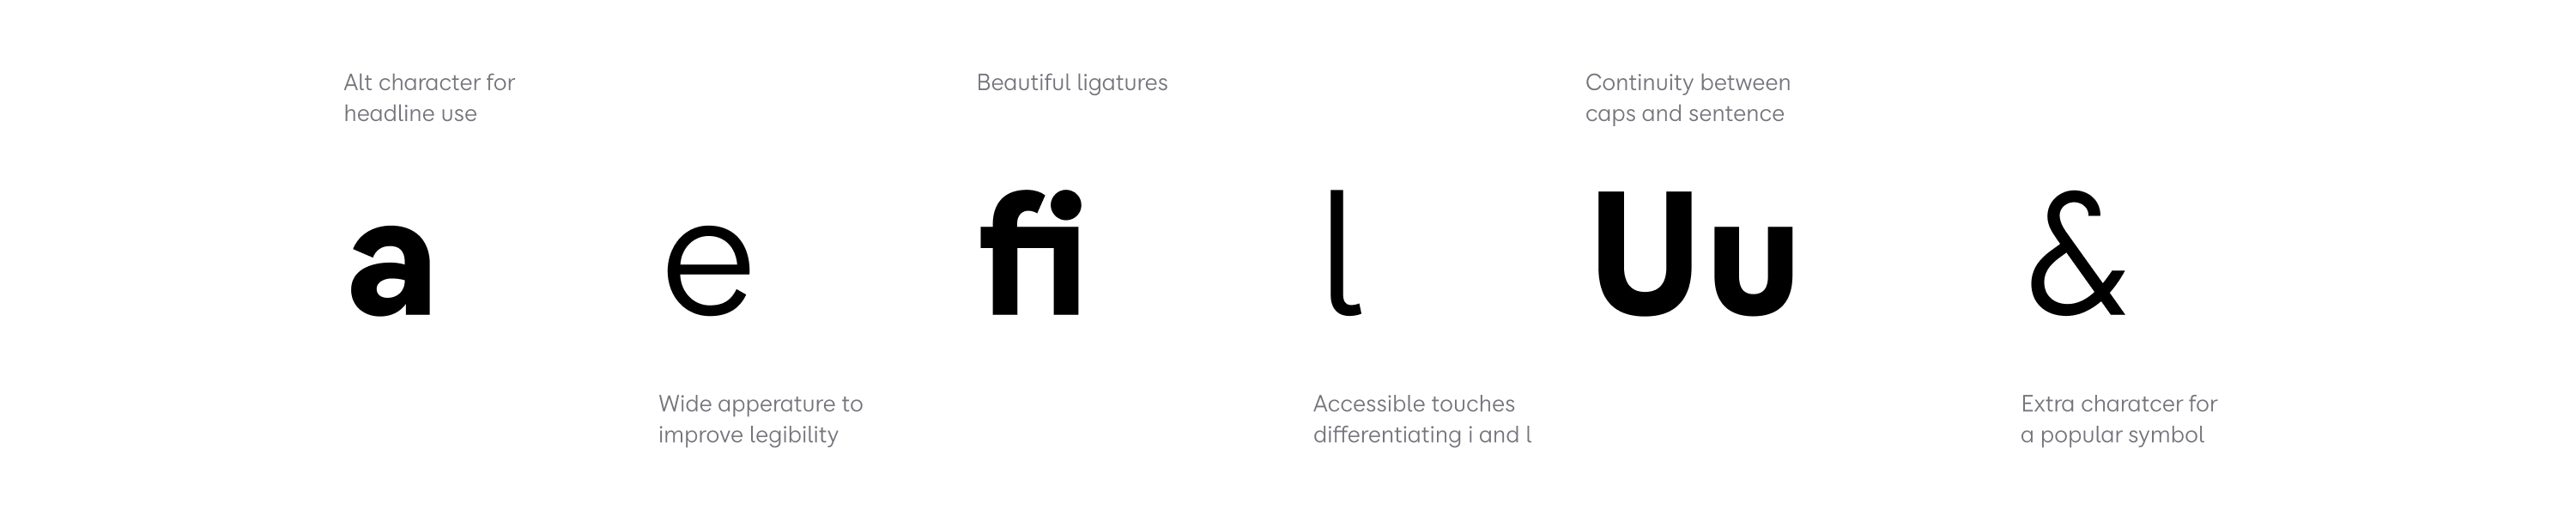 Alt character for
headline use
Beautiful ligatures
Continuity between
caps and sentence
a
e
fi
l
Uu
&
Wide apperature to
improve legibility
Accessible touches
differentiating i and l
Extra charatcer for
a popular symbol